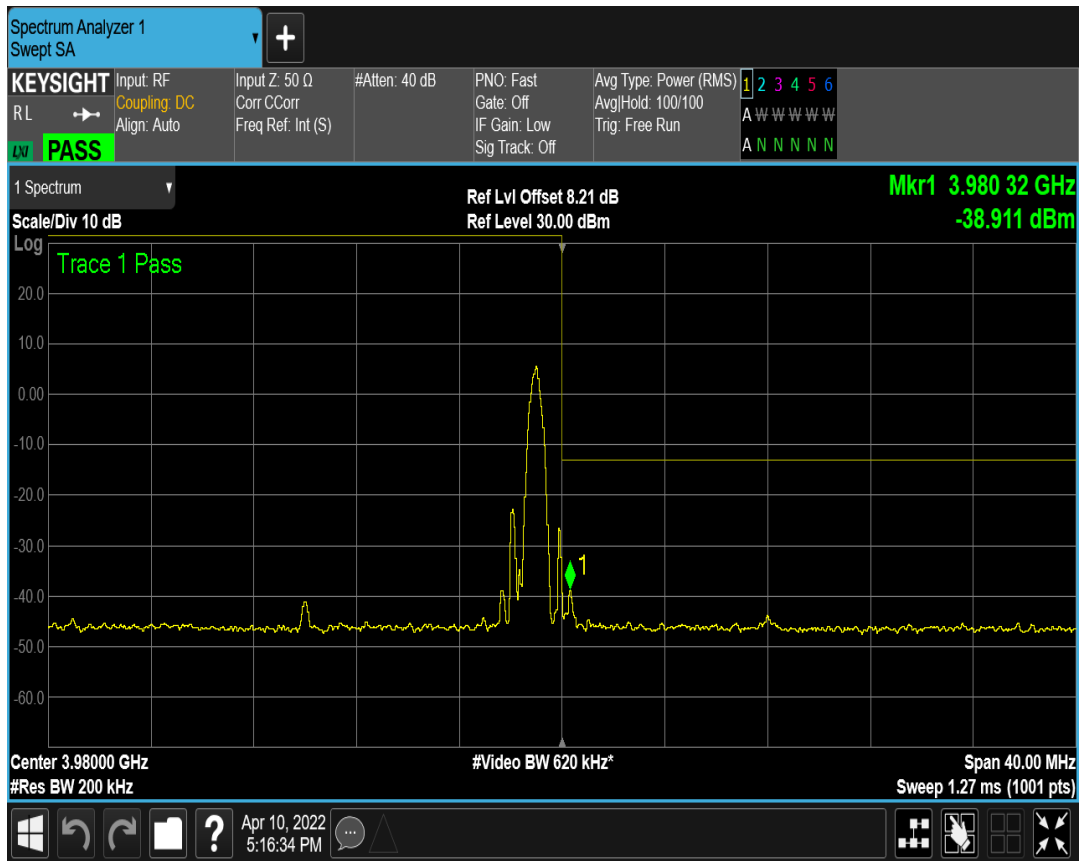 Spectrum Analyzer 1
Swept SA
+
KEYSIGHT
RL
LXI PASS
Input: RF
Coupling: DC
Align: Auto
Input Z: 50 Ω
Corr CCorr
Freq Ref: Int (S)
#Atten: 40 dB
PNO: Fast
Gate: Off
IF Gain: Low
Sig Track: Off
Avg Type: Power (RMS)
Avg|Hold: 100/100
Trig: Free Run
1 2 3 4 5 6
A W W W W W
A N N N N N
1 Spectrum
Scale/Div 10 dB
Ref Lvl Offset 8.21 dB
Ref Level 30.00 dBm
Mkr1 3.980 32 GHz
-38.911 dBm
Log
Trace 1 Pass
20.0
10.0
0.00
-10.0
-20.0
-30.0
1
-40.0
-50.0
-60.0
Center 3.98000 GHz
#Video BW 620 kHz*
Span 40.00 MHz
#Res BW 200 kHz
Sweep 1.27 ms (1001 pts)
?
Apr 10, 2022
5:16:34 PM